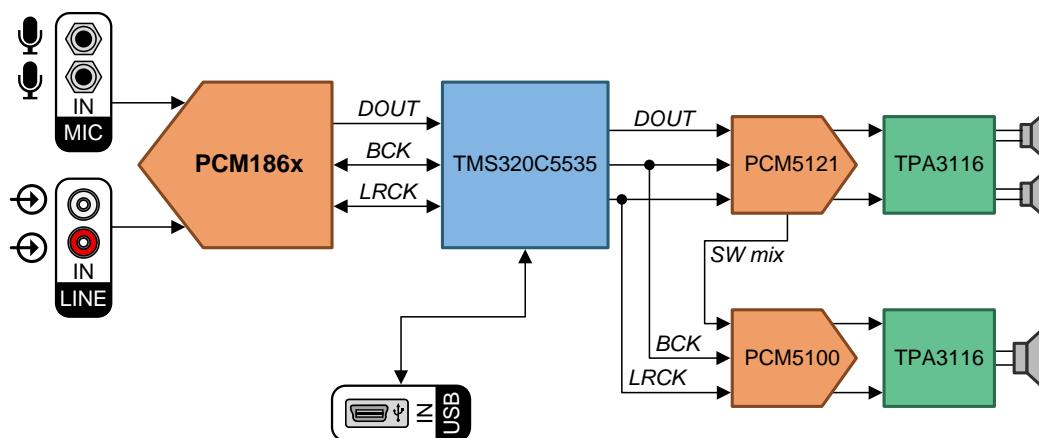 IN
MIC
IN
LINE
PCM186x
DOUT
BCK
LRCK
TMS320C5535
IN
USB
DOUT
PCM5121
TPA3116
SW mix
BCK
LRCK
PCM5100
TPA3116